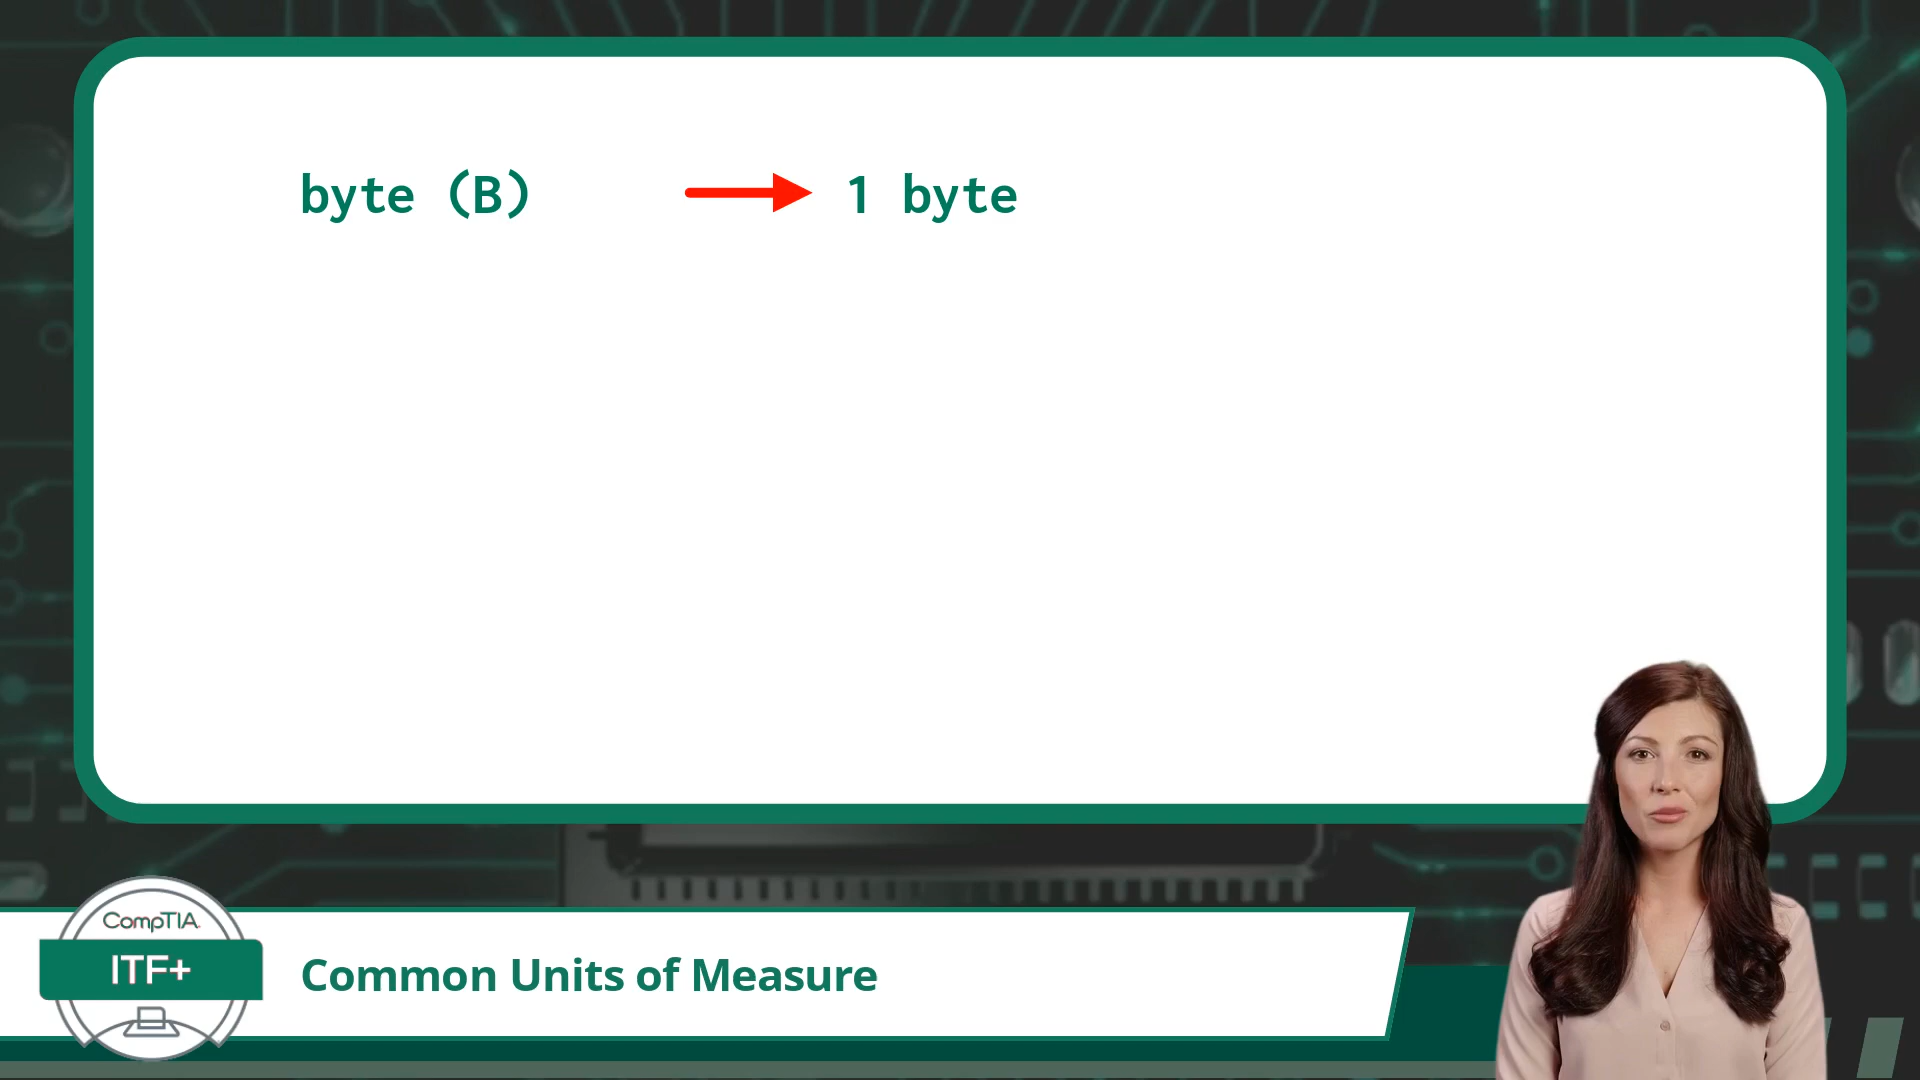 byte (B) 1 byte
CompTIA
ITF+
Common Units of Measure